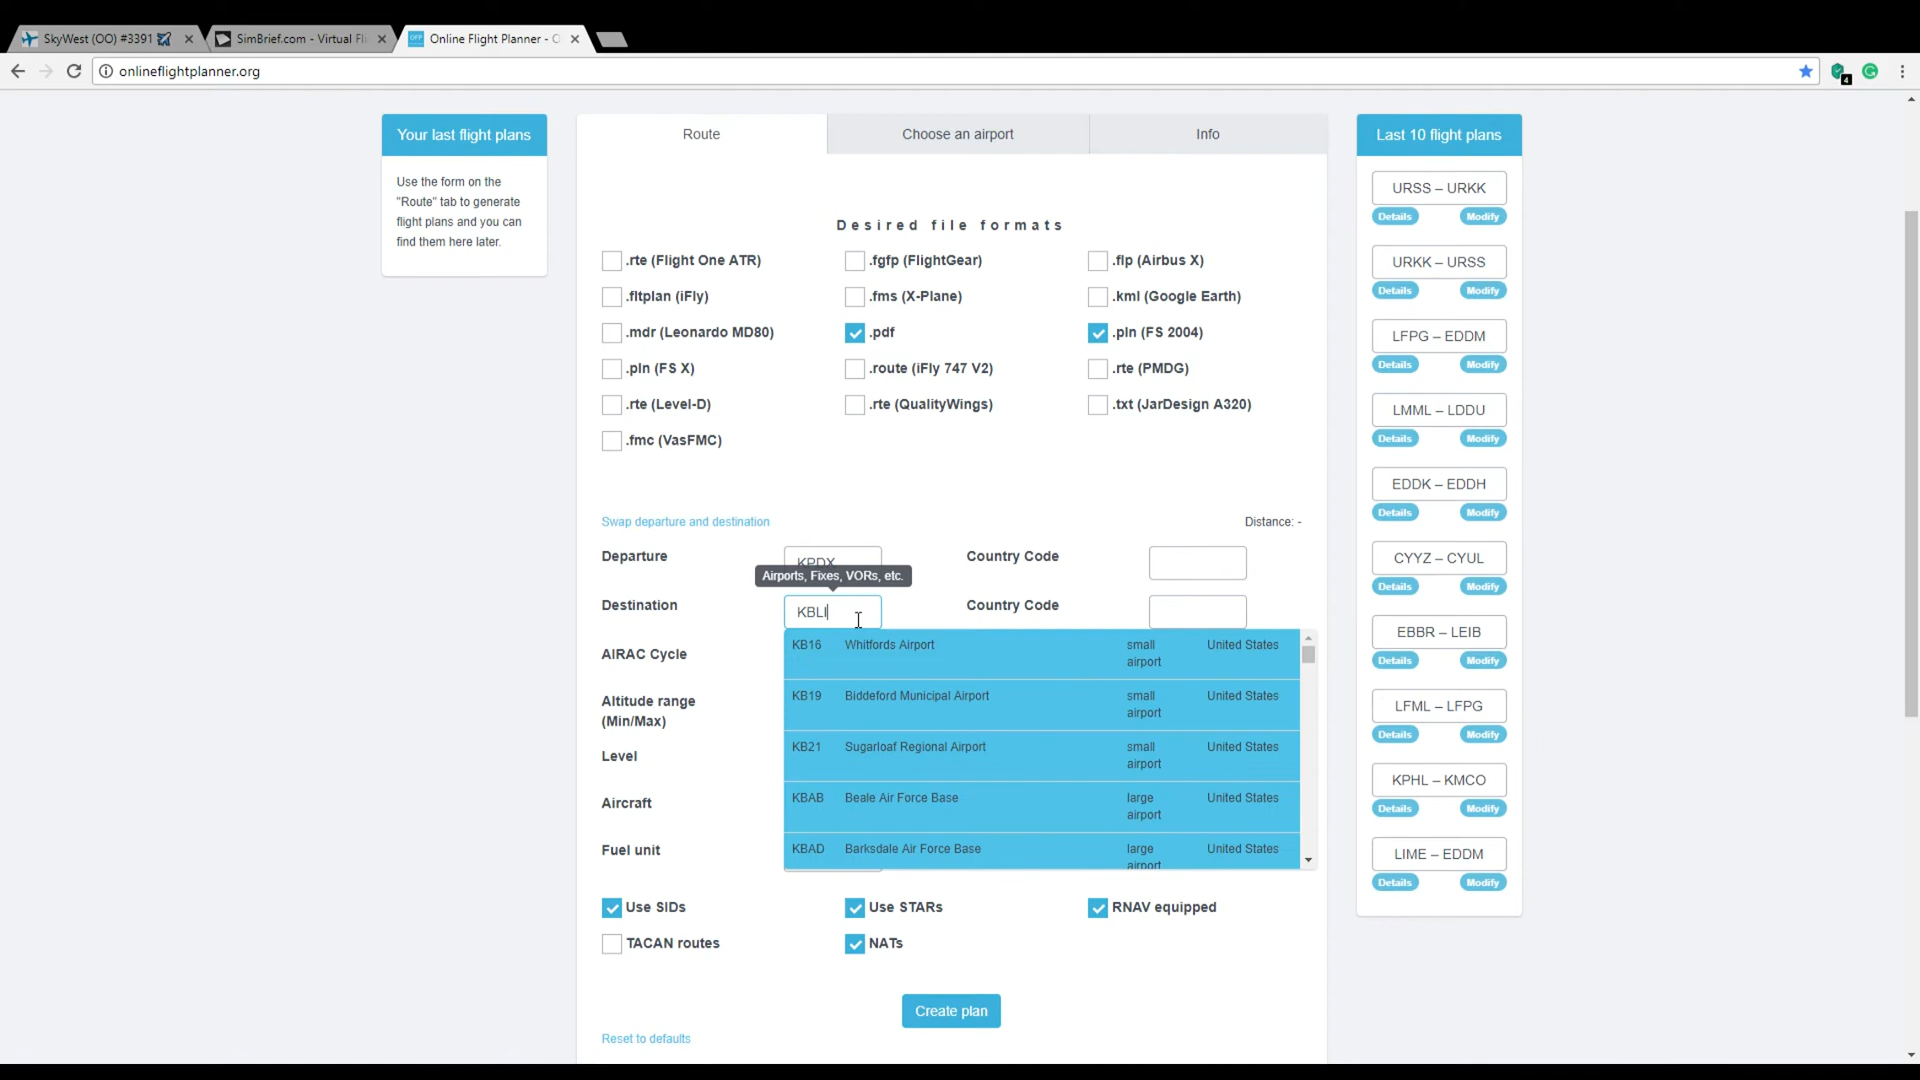 SkyWest (OO) #3391
SimBrief.com - Virtual Fl
Online Flight Planner - O
onlineflightplanner.org
4
Your last flight plans
Use the form on the
"Route" tab to generate
flight plans and you can
find them here later.
Route
Choose an airport
Info
Desired file formats
.rte (Flight One ATR)
.fgfp (FlightGear)
.flp (Airbus X)
.fltplan (iFly)
.fms (X-Plane)
.kml (Google Earth)
.mdr (Leonardo MD80)
.pdf
.pln (FS 2004)
.pln (FS X)
.route (iFly 747 V2)
.rte (PMDG)
.rte (Level-D)
.rte (QualityWings)
.txt (JarDesign A320)
.fmc (VasFMC)
Swap departure and destination
Distance: -
Departure
KPDX
Country Code
Airports, Fixes, VORs, etc.
Destination
KBLI
Country Code
AIRAC Cycle
Altitude range
(Min/Max)
Level
Aircraft
Fuel unit
KB16 Whitfords Airport small airport United States
KB19 Biddeford Municipal Airport small airport United States
KB21 Sugarloaf Regional Airport small airport United States
KBAB Beale Air Force Base large airport United States
KBAD Barksdale Air Force Base large airport United States
Use SIDs
Use STARs
RNAV equipped
TACAN routes
NATs
Create plan
Reset to defaults
Last 10 flight plans
URSS – URKK
Details Modify
URKK – URSS
Details Modify
LFPG – EDDM
Details Modify
LMML – LDDU
Details Modify
EDDK – EDDH
Details Modify
CYYZ – CYUL
Details Modify
EBBR – LEIB
Details Modify
LFML – LFPG
Details Modify
KPHL – KMCO
Details Modify
LIME – EDDM
Details Modify